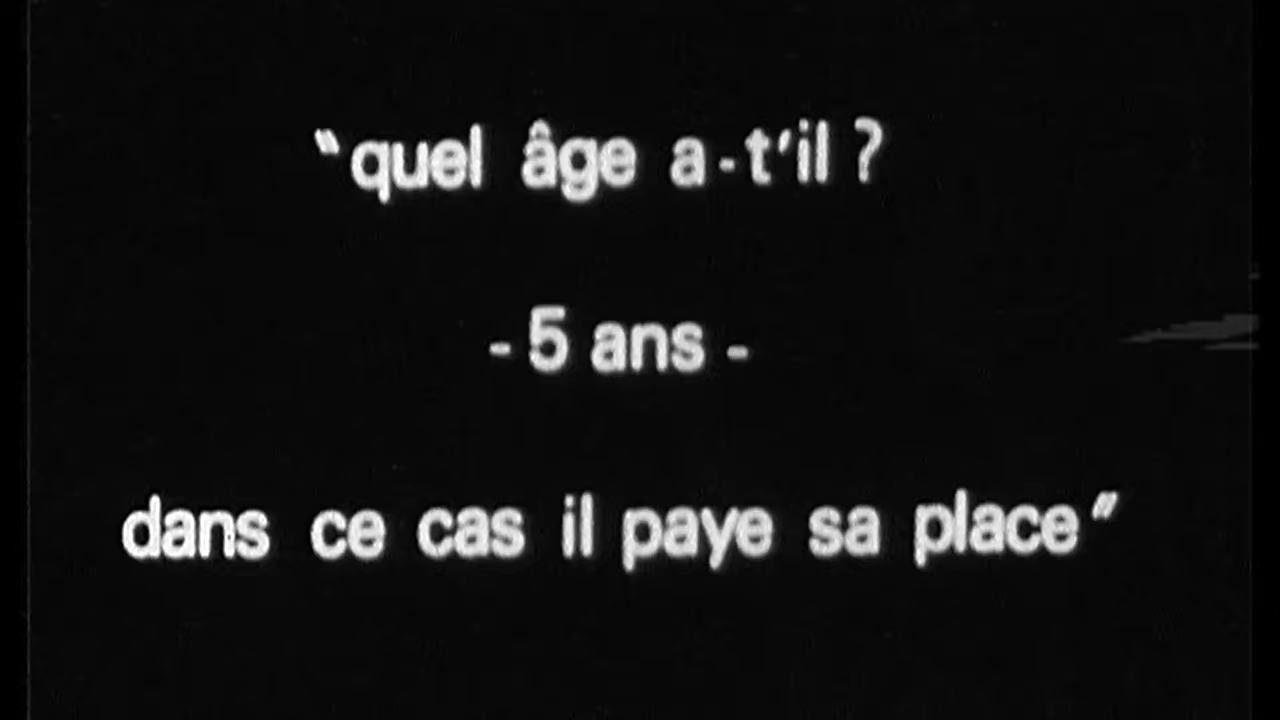 "quel âge a-t'il ?
- 5 ans -
dans ce cas il paye sa place"